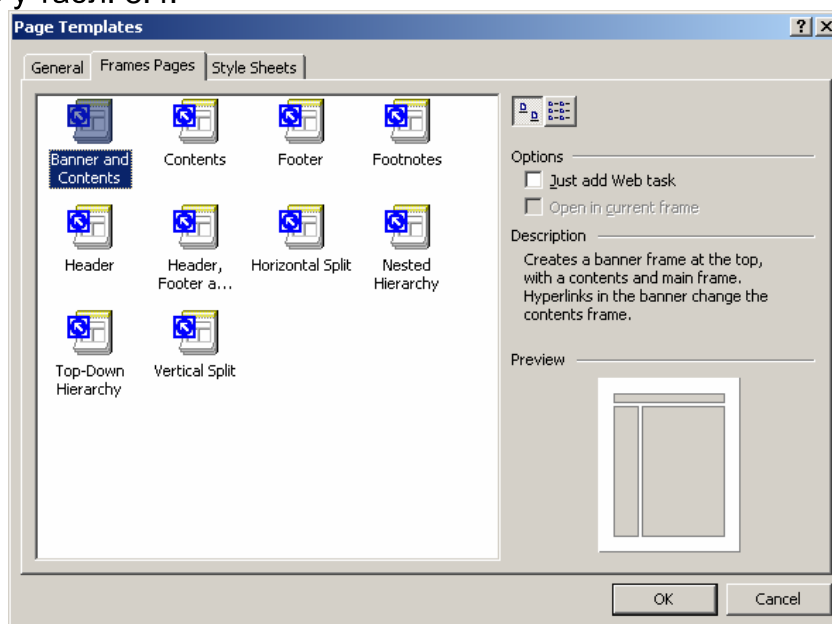 у табл. 3.4.
Page Templates
General
Frames Pages
Style Sheets
Banner and
Contents
Contents
Footer
Footnotes
Header
Header,
Footer a...
Horizontal Split
Nested
Hierarchy
Top-Down
Hierarchy
Vertical Split
Options
Just add Web task
Open in current frame
Description
Creates a banner frame at the top,
with a contents and main frame.
Hyperlinks in the banner change the
contents frame.
Preview
OK
Cancel